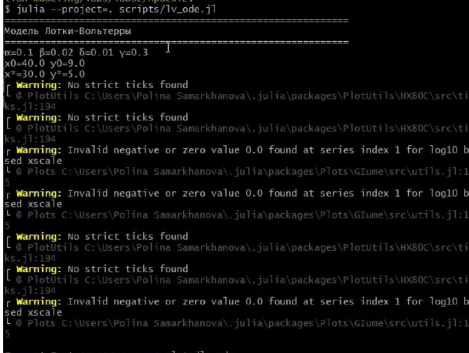 $ julia --project=. scripts/lv_ode.jl
==================================================
Модель Лотки-Вольтерры
==================================================
α=0.1 β=0.02 δ=0.01 γ=0.3
x0=40.0 y0=9.0
x*=30.0 y*=5.0
┌ Warning: No strict ticks found
└ @ PlotUtils C:\Users\Polina Samarkhanova\.julia\packages\PlotUtils\HX80C\src\ti
ks.jl:194
┌ Warning: No strict ticks found
└ @ PlotUtils C:\Users\Polina Samarkhanova\.julia\packages\PlotUtils\HX80C\src\ti
ks.jl:194
┌ Warning: Invalid negative or zero value 0.0 found at series index 1 for log10 b
sed xscale
└ @ Plots C:\Users\Polina Samarkhanova\.julia\packages\Plots\GIume\src\utils.jl:1
5
┌ Warning: Invalid negative or zero value 0.0 found at series index 1 for log10 b
sed xscale
└ @ Plots C:\Users\Polina Samarkhanova\.julia\packages\Plots\GIume\src\utils.jl:1
5
┌ Warning: No strict ticks found
└ @ PlotUtils C:\Users\Polina Samarkhanova\.julia\packages\PlotUtils\HX80C\src\ti
ks.jl:194
┌ Warning: No strict ticks found
└ @ PlotUtils C:\Users\Polina Samarkhanova\.julia\packages\PlotUtils\HX80C\src\ti
ks.jl:194
┌ Warning: Invalid negative or zero value 0.0 found at series index 1 for log10 b
sed xscale
└ @ Plots C:\Users\Polina Samarkhanova\.julia\packages\Plots\GIume\src\utils.jl:1
5